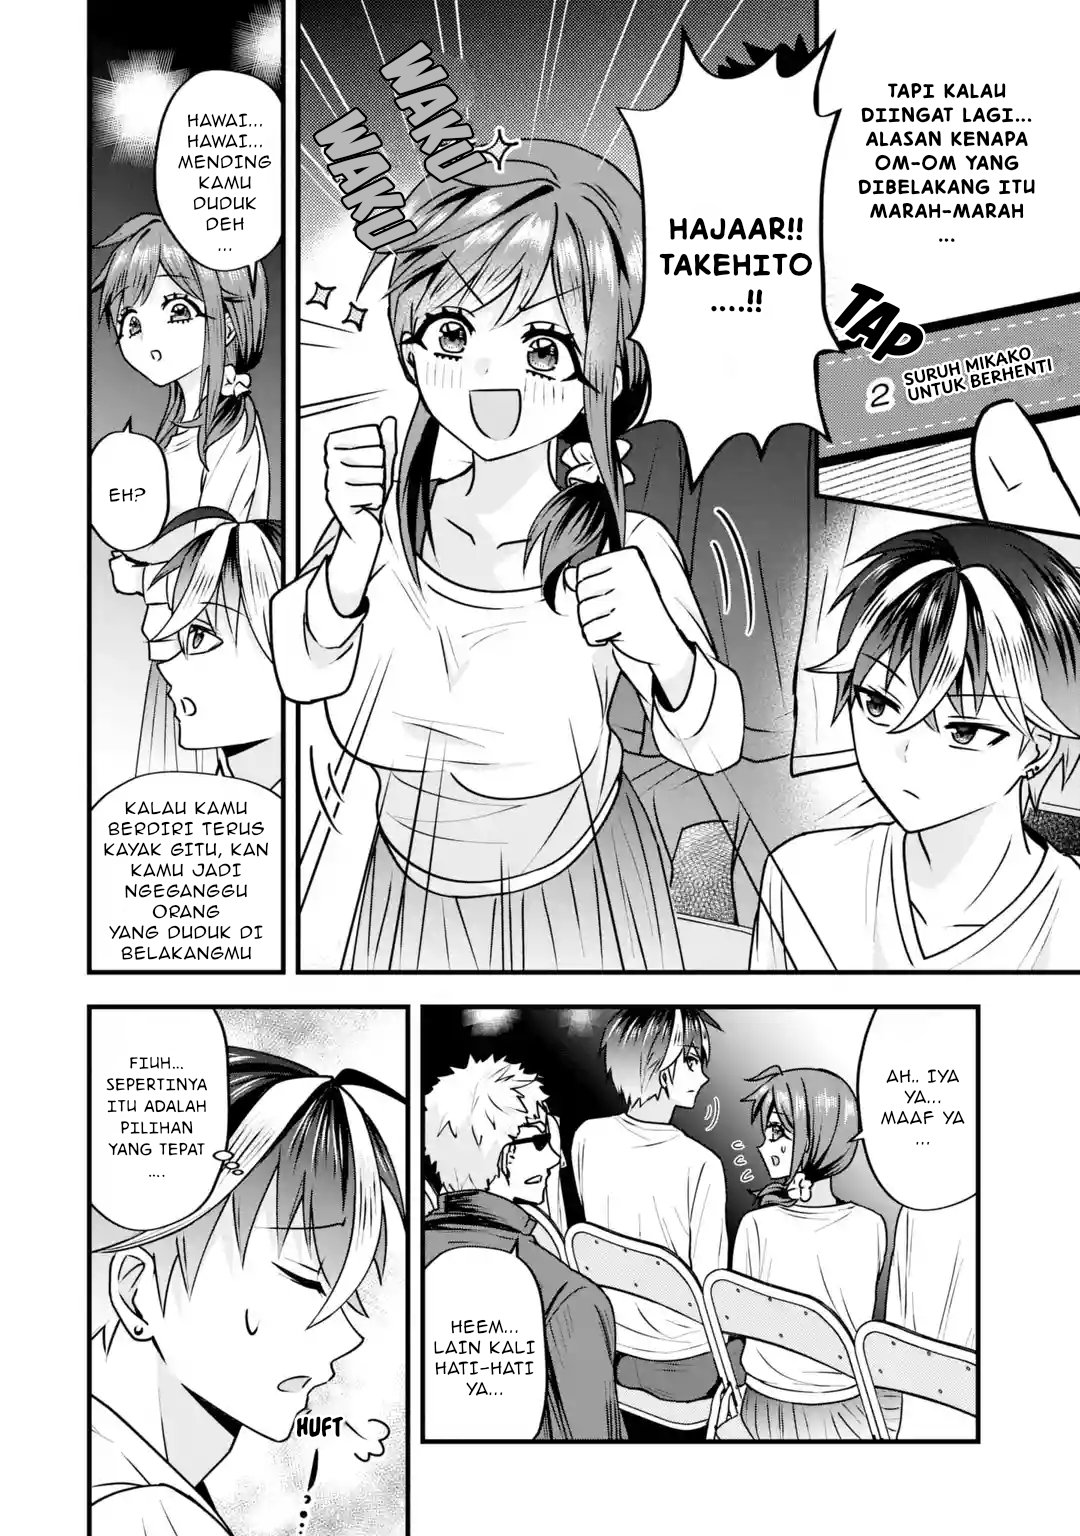 TAPI KALAU
DIINGAT LAGI...
ALASAN KENAPA
OM-OM YANG
DIBELAKANG ITU
MARAH-MARAH
...
TAP
2 SURUH MIKAKO
UNTUK BERHENTI
HAJAAR!!
TAKEHITO
....!!
WAKU
WAKU
HAWAI...
HAWAI...
MENDING
KAMU
DUDUK
DEH
...
EH?
KALAU KAMU
BERDIRI TERUS
KAYAK GITU, KAN
KAMU JADI
NGEGANGGU
ORANG
YANG DUDUK DI
BELAKANGMU
AH.. IYA
YA...
MAAF YA
...
HEEM...
LAIN KALI
HATI-HATI
YA...
FIUH...
SEPERTINYA
ITU ADALAH
PILIHAN
YANG TEPAT
....
HUFT